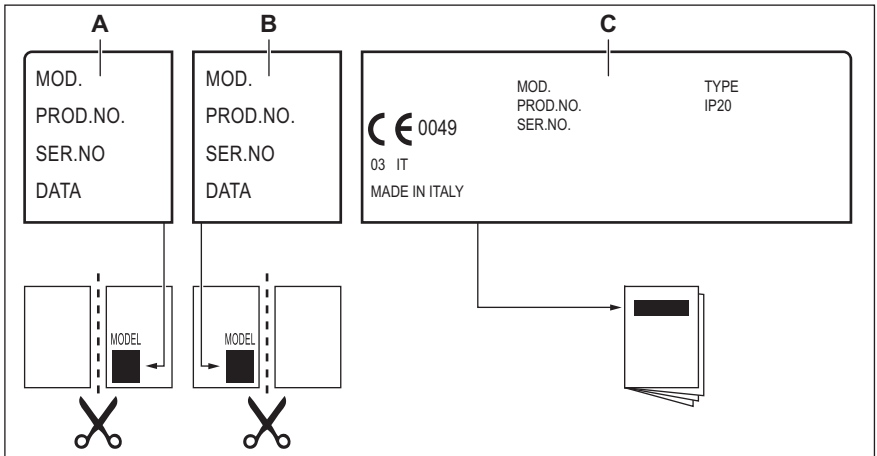 A
B
C
MOD.
PROD.NO.
SER.NO
DATA
MOD.
PROD.NO.
SER.NO
DATA
MOD.
PROD.NO.
SER.NO.
TYPE
IP20
CE 0049
03 IT
MADE IN ITALY
MODEL
MODEL